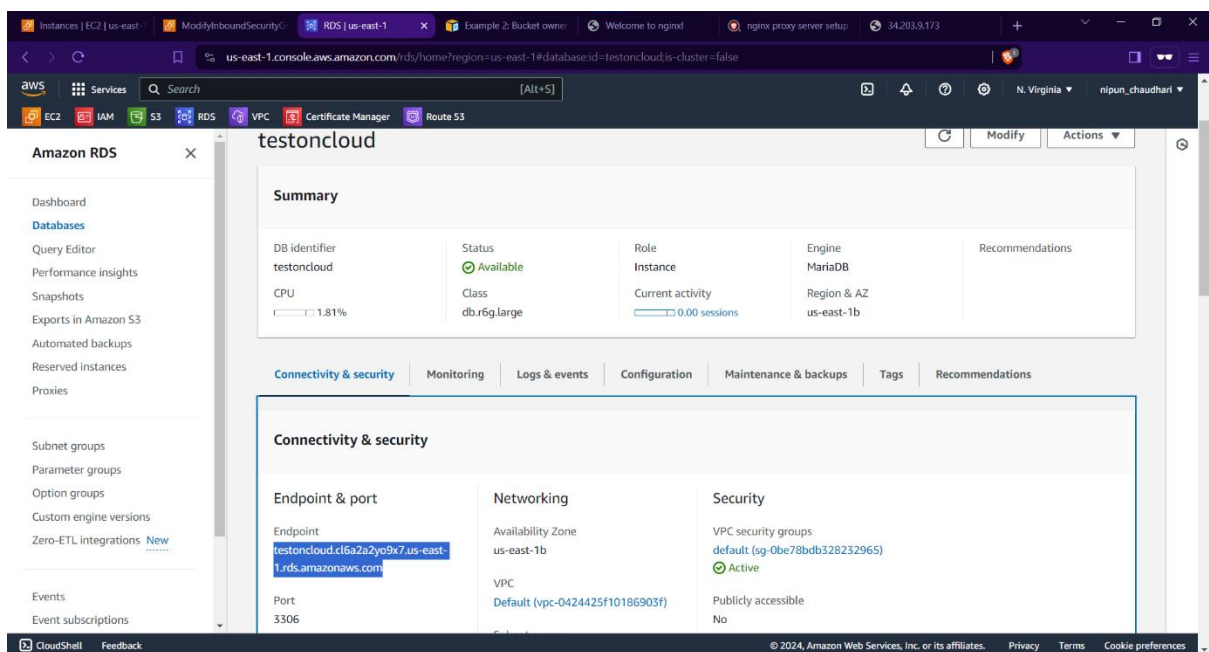 Instances | EC2 | us-east-1
ModifyInboundSecurityG
RDS | us-east-1
Example 2: Bucket owner
Welcome to nginx!
nginx proxy server setup
34.203.9.173
us-east-1.console.aws.amazon.com/rds/home?region=us-east-1#database:id=testoncloud;is-cluster=false
aws
Services
Search
[Alt+S]
N. Virginia
nipun_chaudhari
EC2
IAM
S3
RDS
VPC
Certificate Manager
Route 53
Amazon RDS
Dashboard
Databases
Query Editor
Performance insights
Snapshots
Exports in Amazon S3
Automated backups
Reserved instances
Proxies
Subnet groups
Parameter groups
Option groups
Custom engine versions
Zero-ETL integrations New
Events
Event subscriptions
testoncloud
Modify
Actions
Summary
DB identifier
testoncloud
Status
Available
Role
Instance
Engine
MariaDB
Recommendations
CPU
1.81%
Class
db.r6g.large
Current activity
0.00 sessions
Region & AZ
us-east-1b
Connectivity & security
Monitoring
Logs & events
Configuration
Maintenance & backups
Tags
Recommendations
Connectivity & security
Endpoint & port
Endpoint
testoncloud.cl6a2a2yo9x7.us-east-
1.rds.amazonaws.com
Port
3306
Networking
Availability Zone
us-east-1b
VPC
Default (vpc-0424425f10186903f)
Security
VPC security groups
default (sg-0be78bdb328232965)
Active
Publicly accessible
No
CloudShell
Feedback
© 2024, Amazon Web Services, Inc. or its affiliates.
Privacy
Terms
Cookie preferences